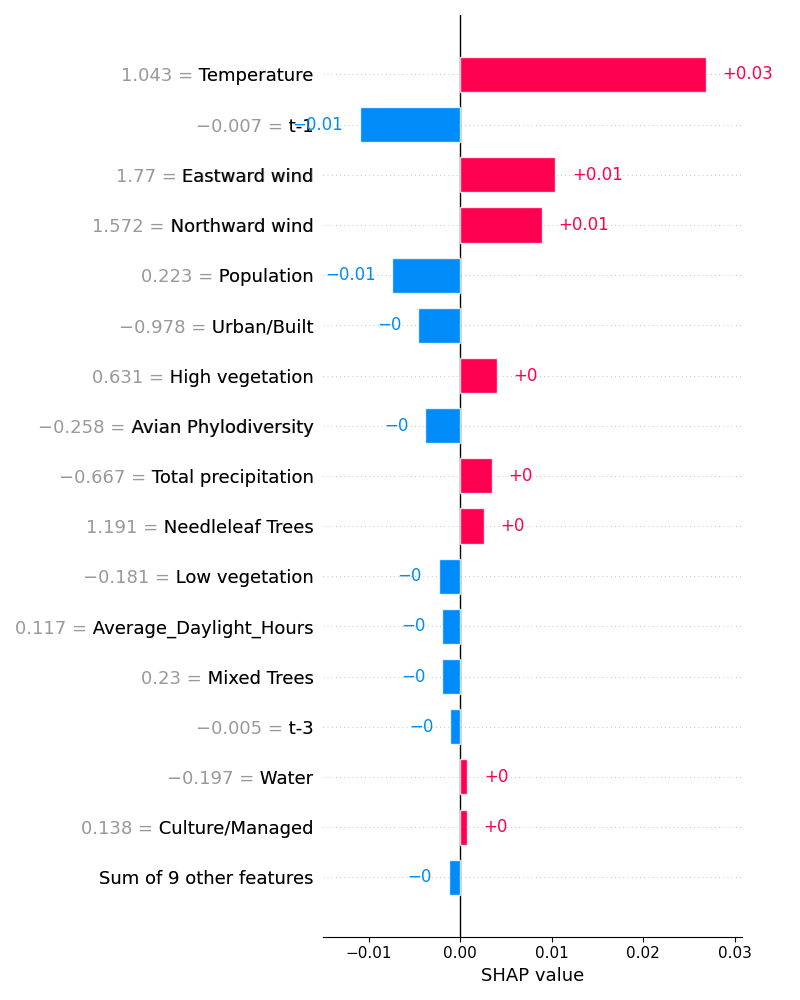 1.043 = Temperature +0.03
−0.007 = t-1 −0.01
1.77 = Eastward wind +0.01
1.572 = Northward wind +0.01
0.223 = Population −0.01
−0.978 = Urban/Built −0
0.631 = High vegetation +0
−0.258 = Avian Phylodiversity −0
−0.667 = Total precipitation +0
1.191 = Needleleaf Trees +0
−0.181 = Low vegetation −0
0.117 = Average_Daylight_Hours −0
0.23 = Mixed Trees −0
−0.005 = t-3 −0
−0.197 = Water +0
0.138 = Culture/Managed +0
Sum of 9 other features −0
−0.01 0.00 0.01 0.02 0.03
SHAP value